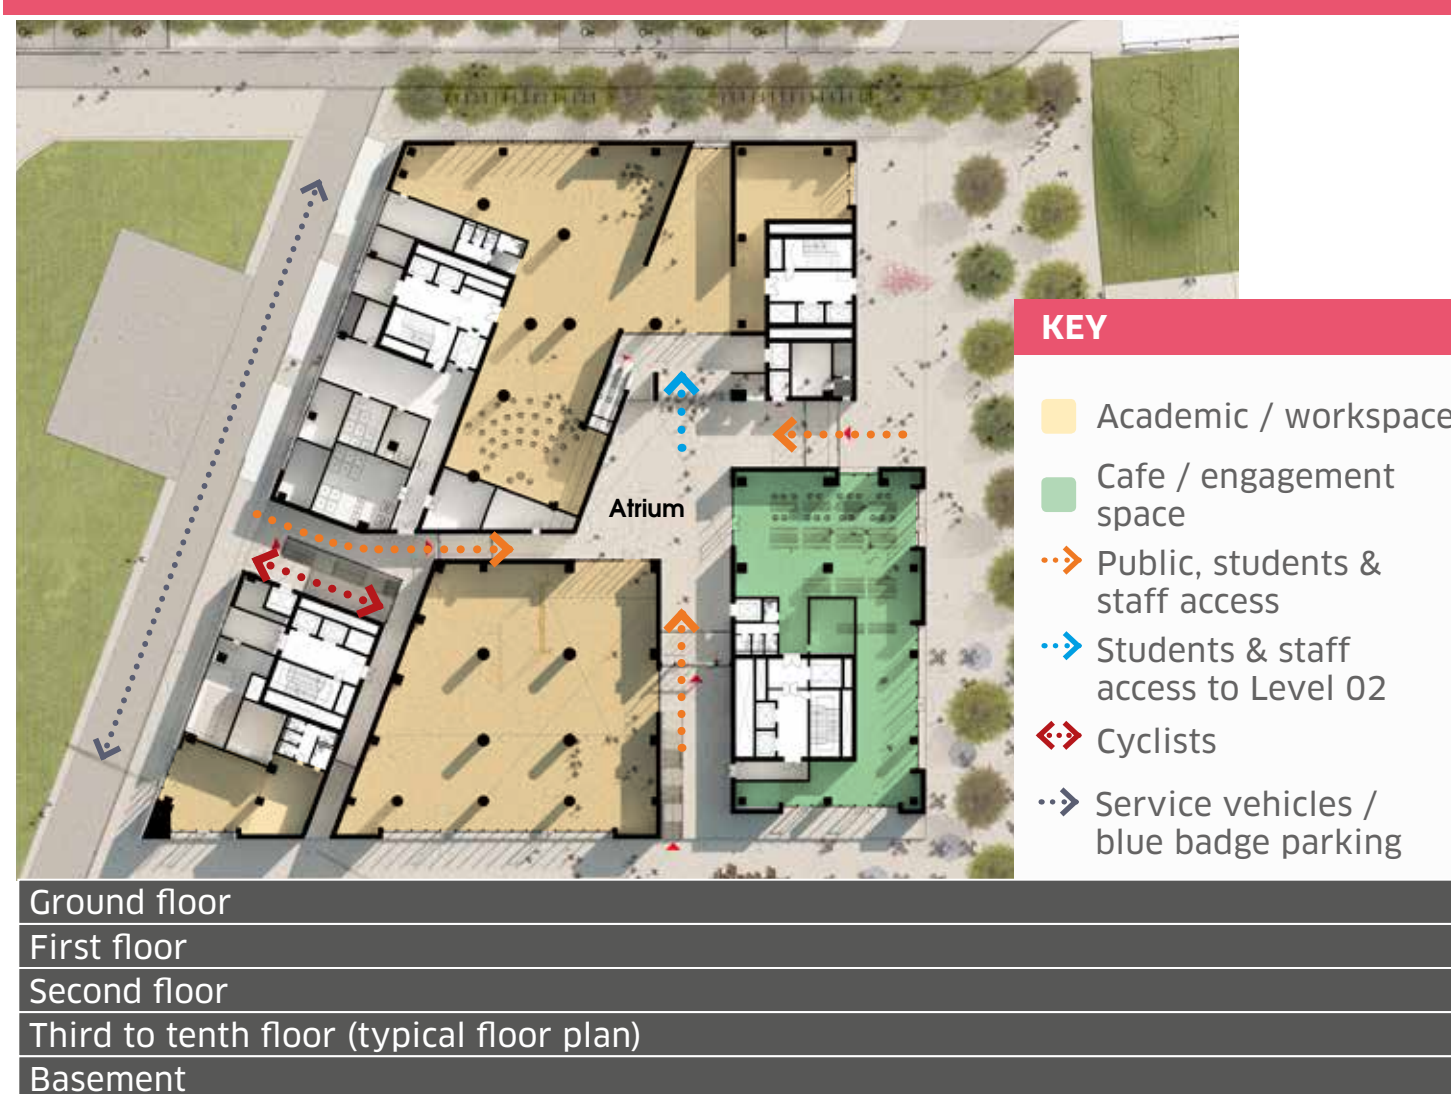 Atrium
KEY
Academic / workspace
Cafe / engagement
space
Public, students &
staff access
Students & staff
access to Level 02
Cyclists
Service vehicles /
blue badge parking
Ground floor
First floor
Second floor
Third to tenth floor (typical floor plan)
Basement